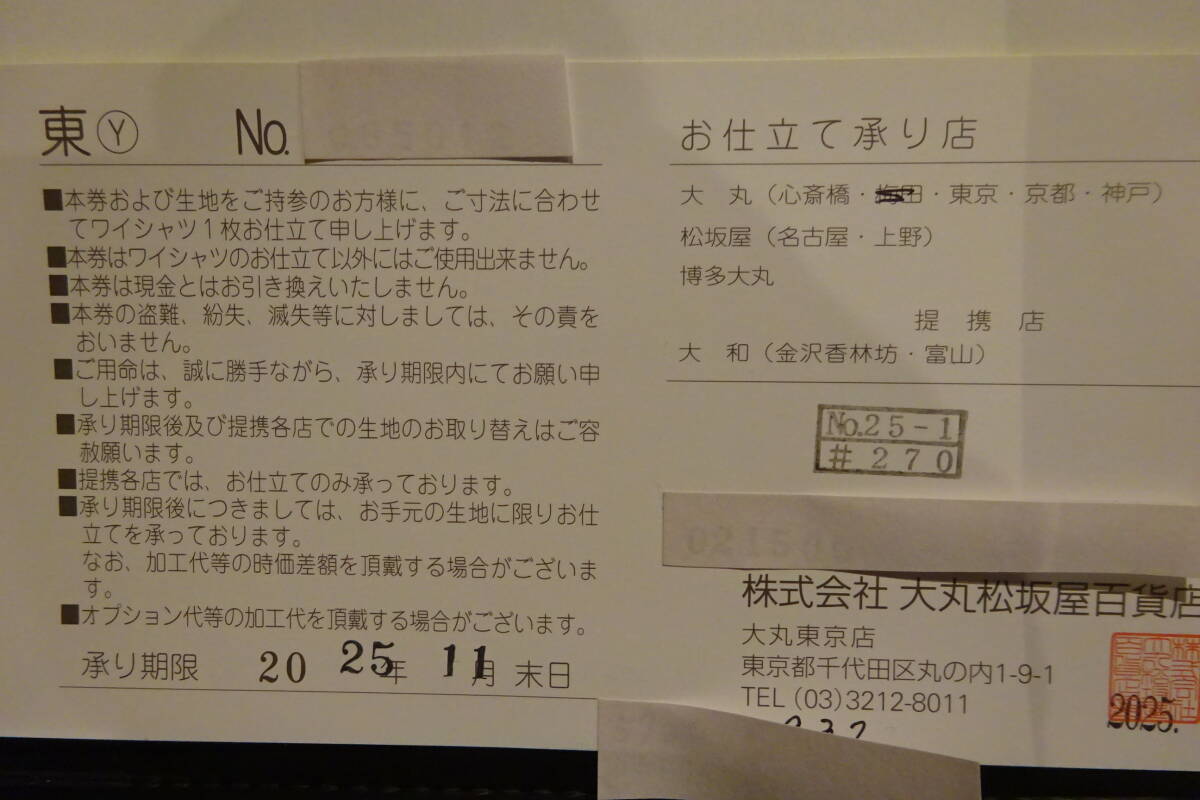 東Ⓨ No.
■本券および生地をご持参のお方様に、ご寸法に合わせ
てワイシャツ1枚お仕立て申し上げます。
■本券はワイシャツのお仕立て以外にはご使用出来ません。
■本券は現金とはお引き換えいたしません。
■本券の盗難、紛失、滅失等に対しましては、その責を
おいません。
■ご用命は、誠に勝手ながら、承り期限内にてお願い申
し上げます。
■承り期限後及び提携各店での生地のお取り替えはご容
赦願います。
■提携各店では、お仕立てのみ承っております。
■承り期限後につきましては、お手元の生地に限りお仕
立てを承っております。
なお、加工代等の時価差額を頂戴する場合がございま
す。
■オプション代等の加工代を頂戴する場合がございます。
承り期限 2025年 11月 末日
お仕立て承り店
大 丸（心斎橋・梅田・東京・京都・神戸）
松坂屋（名古屋・上野）
博多大丸
提 携 店
大 和（金沢香林坊・富山）
No.25-1
#270
株式会社 大丸松坂屋百貨店
大丸東京店
東京都千代田区丸の内1-9-1
TEL (03)3212-8011
2025.